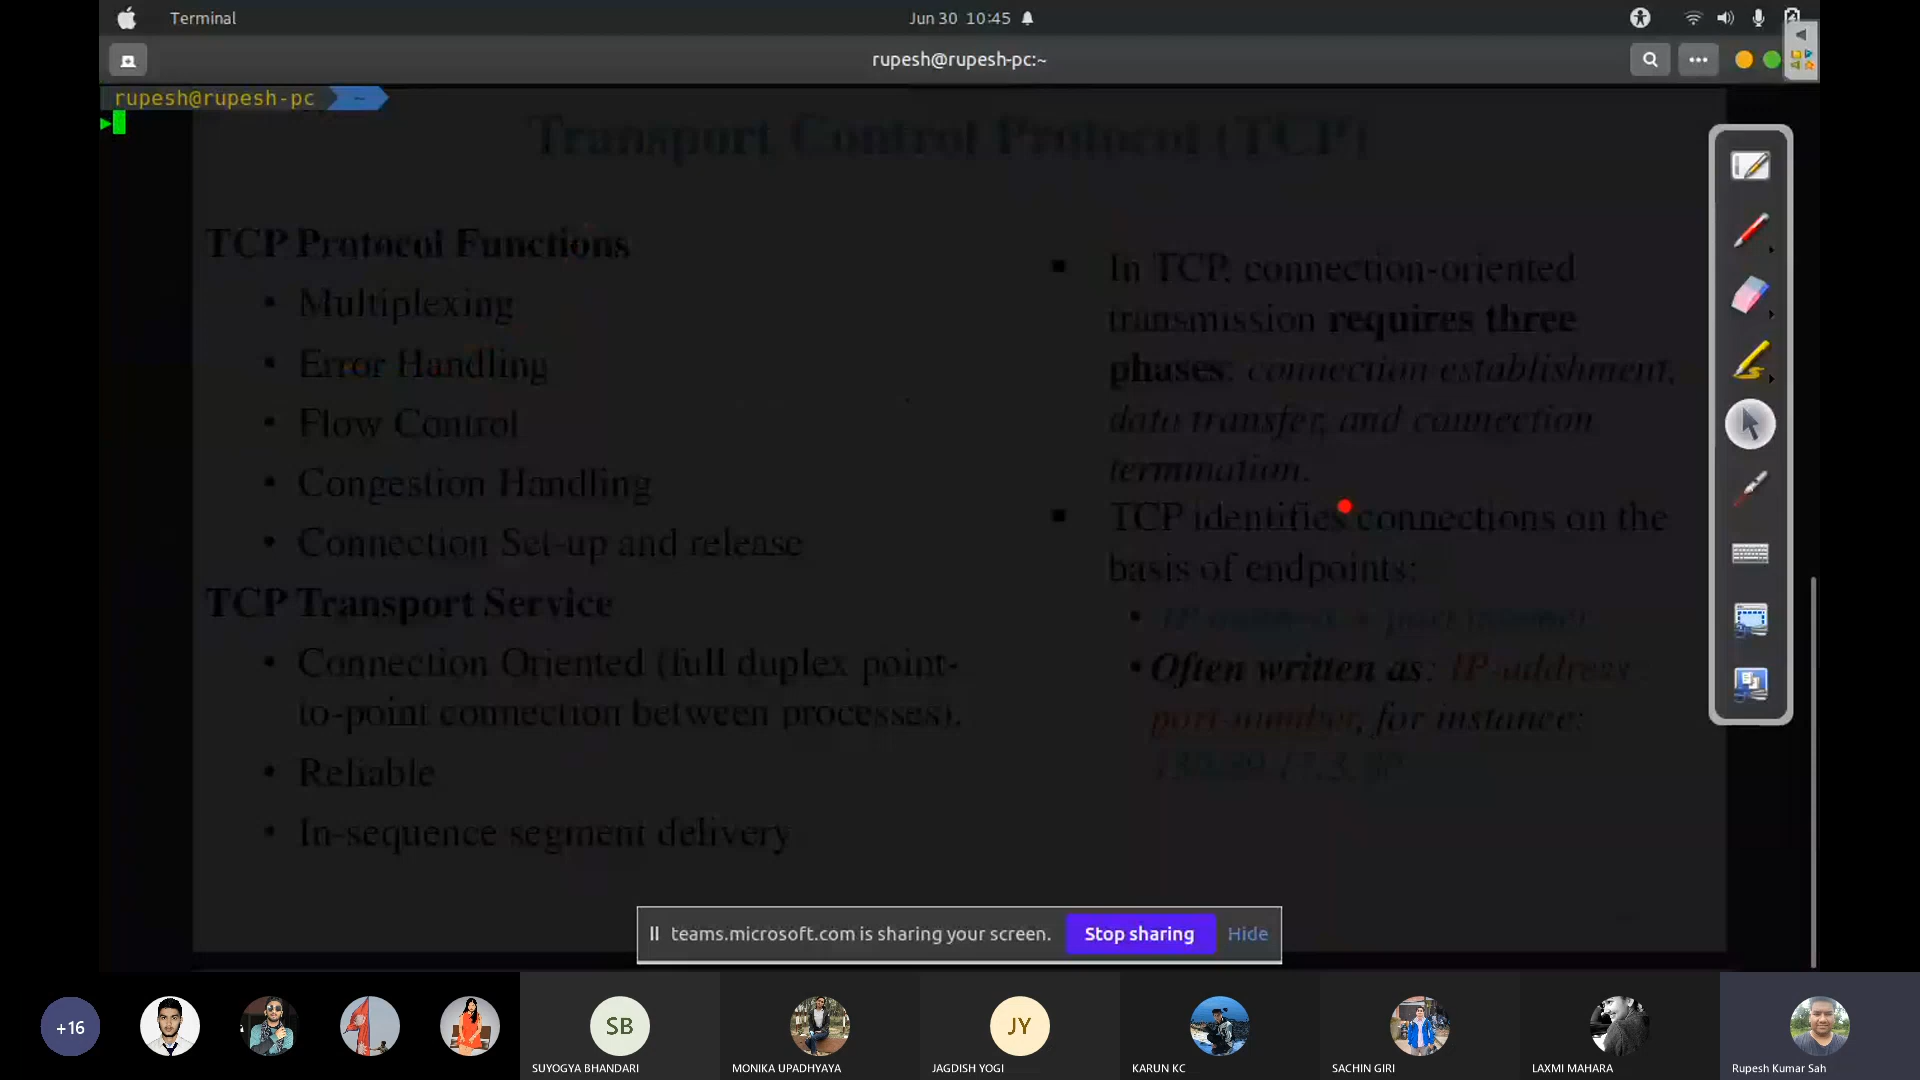 Terminal
Jun 30 10:45
rupesh@rupesh-pc:~
rupesh@rupesh-pc ~
Transport Control Protocol (TCP)
TCP Protocol Functions
• Multiplexing
• Error Handling
• Flow Control
• Congestion Handling
• Connection Set-up and release
TCP Transport Service
• Connection Oriented (full duplex point-
to-point connection between processes).
• Reliable
• In-sequence segment delivery
▪ In TCP, connection-oriented
transmission requires three
phases: connection establishment,
data transfer, and connection
termination.
▪ TCP identifies connections on the
basis of endpoints:
• IP address + port number
• Often written as: IP-address:
port-number, for instance:
teams.microsoft.com is sharing your screen.
Stop sharing
Hide
+16
SB
SUYOGYA BHANDARI
MONIKA UPADHYAYA
JY
JAGDISH YOGI
KARUN KC
SACHIN GIRI
LAXMI MAHARA
Rupesh Kumar Sah